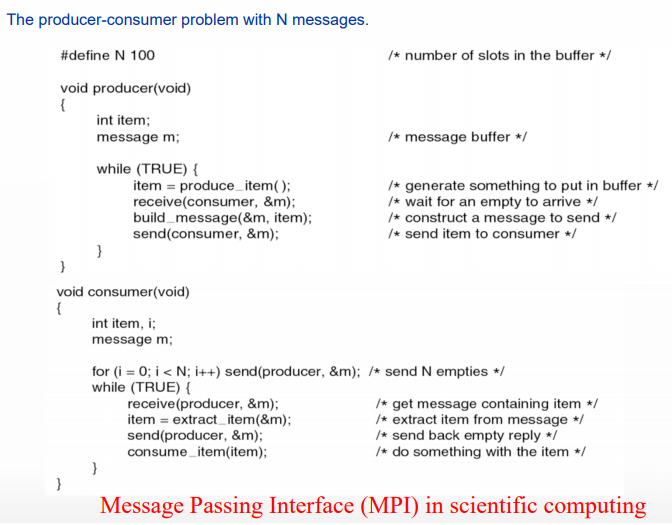 The producer-consumer problem with N messages.
#define N 100 /* number of slots in the buffer */
void producer(void)
{
int item;
message m; /* message buffer */
while (TRUE) {
item = produce_item( ); /* generate something to put in buffer */
receive(consumer, &m); /* wait for an empty to arrive */
build_message(&m, item); /* construct a message to send */
send(consumer, &m); /* send item to consumer */
}
}
void consumer(void)
{
int item, i;
message m;
for (i = 0; i < N; i++) send(producer, &m); /* send N empties */
while (TRUE) {
receive(producer, &m); /* get message containing item */
item = extract_item(&m); /* extract item from message */
send(producer, &m); /* send back empty reply */
consume_item(item); /* do something with the item */
}
}
Message Passing Interface (MPI) in scientific computing